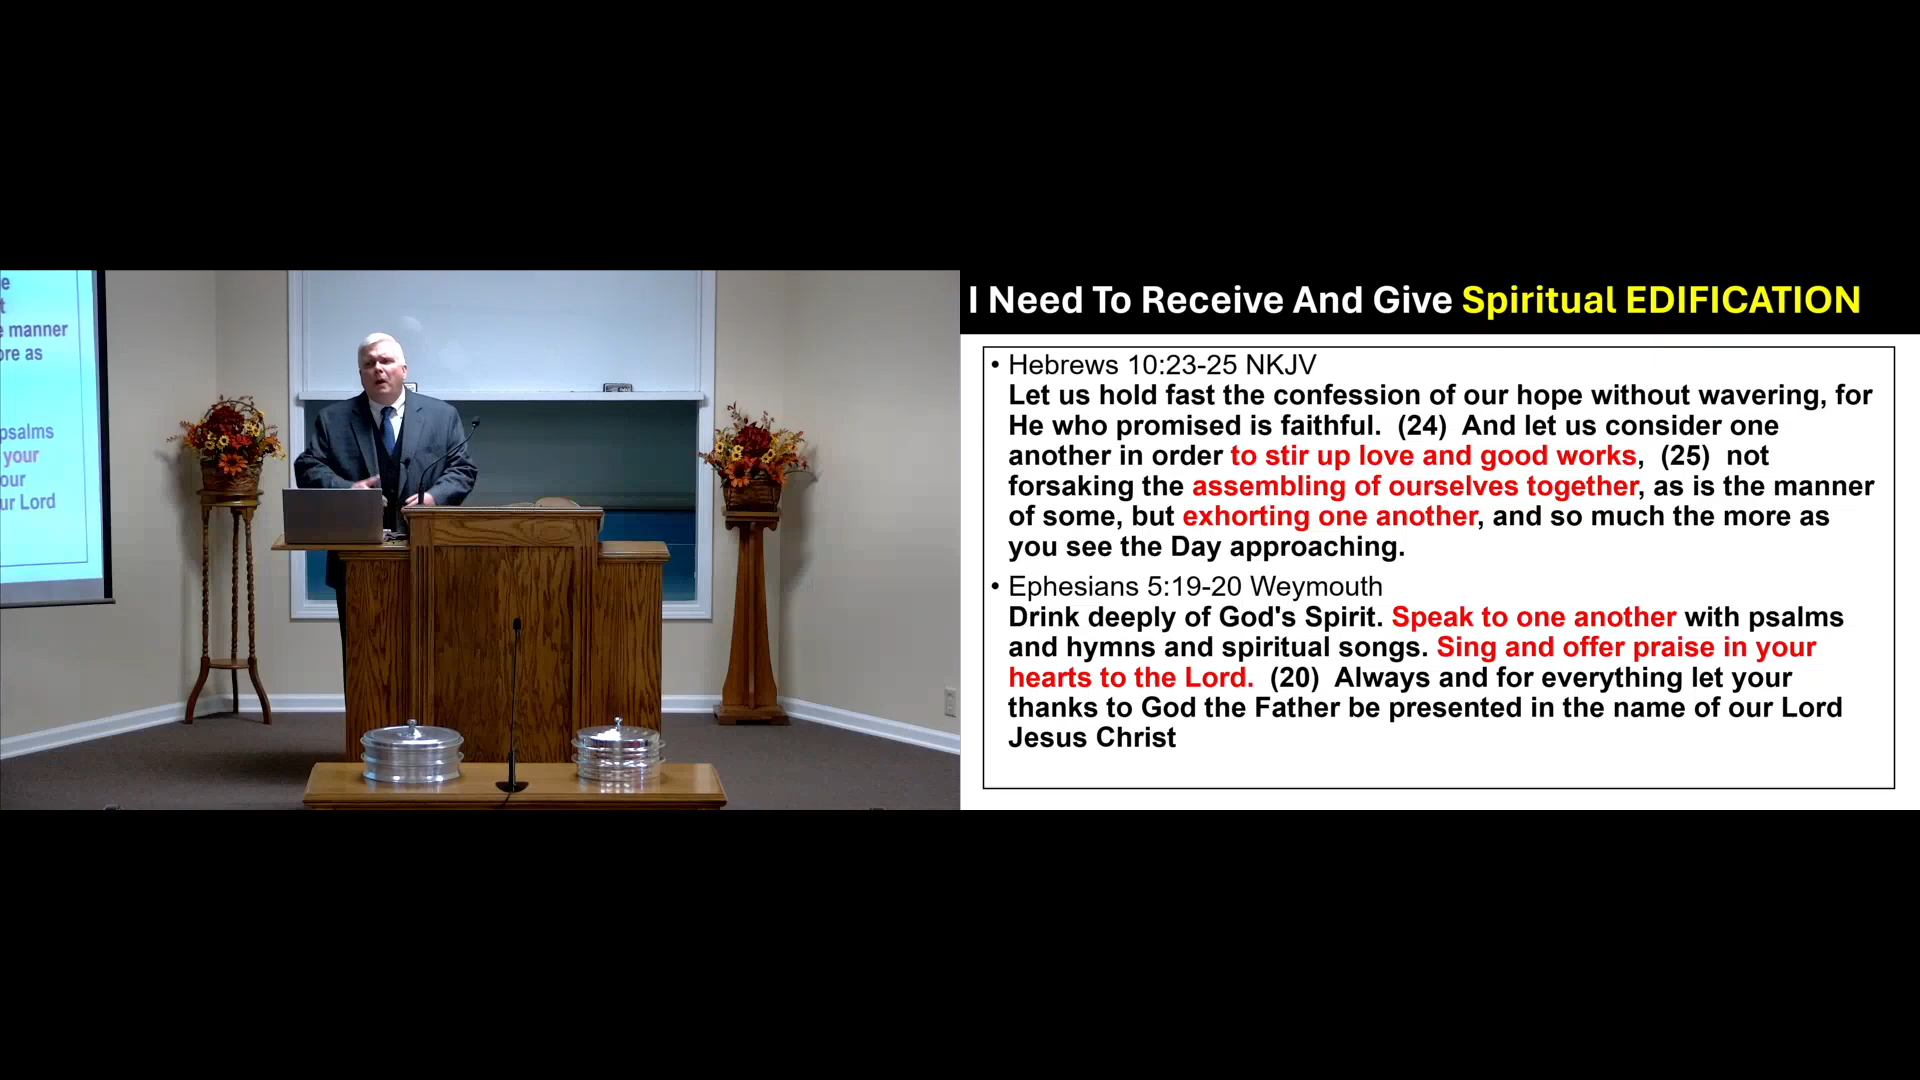 e
t
e manner
ore as
psalms
your
our
ur Lord
I Need To Receive And Give Spiritual EDIFICATION
• Hebrews 10:23-25 NKJV
Let us hold fast the confession of our hope without wavering, for
He who promised is faithful.  (24)  And let us consider one
another in order to stir up love and good works,  (25)  not
forsaking the assembling of ourselves together, as is the manner
of some, but exhorting one another, and so much the more as
you see the Day approaching.
• Ephesians 5:19-20 Weymouth
Drink deeply of God's Spirit. Speak to one another with psalms
and hymns and spiritual songs. Sing and offer praise in your
hearts to the Lord.  (20)  Always and for everything let your
thanks to God the Father be presented in the name of our Lord
Jesus Christ